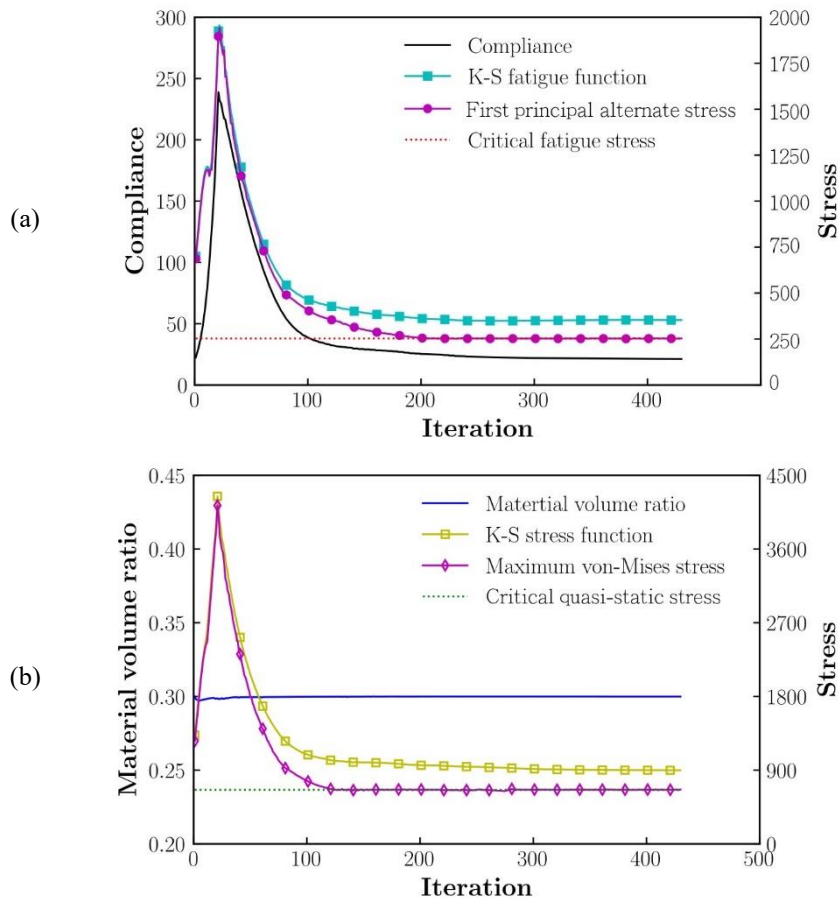 (a)
Compliance
300
250
200
150
100
50
0
Compliance
K-S fatigue function
First principal alternate stress
Critical fatigue stress
2000
1750
1500
1250
1000
750
500
250
0
Stress
0
100
200
300
400
Iteration
(b)
Material volume ratio
0.45
0.40
0.35
0.30
0.25
0.20
Matertial volume ratio
K-S stress function
Maximum von-Mises stress
Critical quasi-static stress
4500
3600
2700
1800
900
0
Stress
0
100
200
300
400
500
Iteration